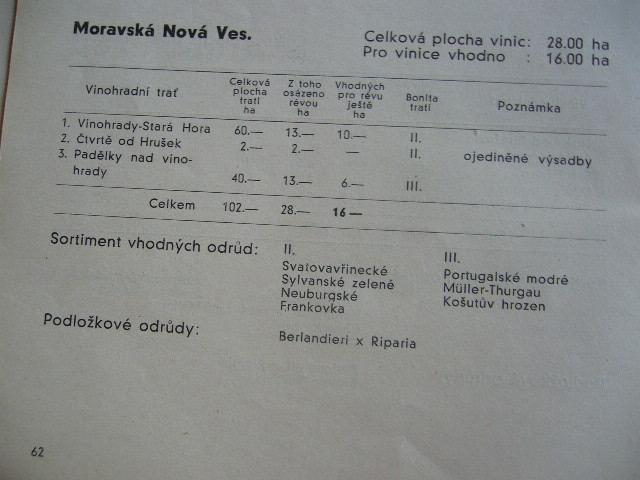 Moravská Nová Ves.
Celková plocha vinic: 28.00 ha
Pro vinice vhodno : 16.00 ha
Vinohradní trať Celková plocha tratí ha Z toho osázeno révou ha Vhodných pro révu ještě ha Bonita tratí Poznámka
1. Vinohrady-Stará Hora 60.— 13.— 10.— II.
2. Čtvrtě od Hrušek 2.— 2.— — II. ojediněné výsadby
3. Padělky nad vino-
hrady 40.— 13.— 6.— III.
Celkem 102.— 28.— 16—
Sortiment vhodných odrůd: II. III.
Svatovavřinecké Portugalské modré
Sylvanské zelené Müller-Thurgau
Neuburgské Košutův hrozen
Frankovka
Podložkové odrůdy: Berlandieri x Riparia
62